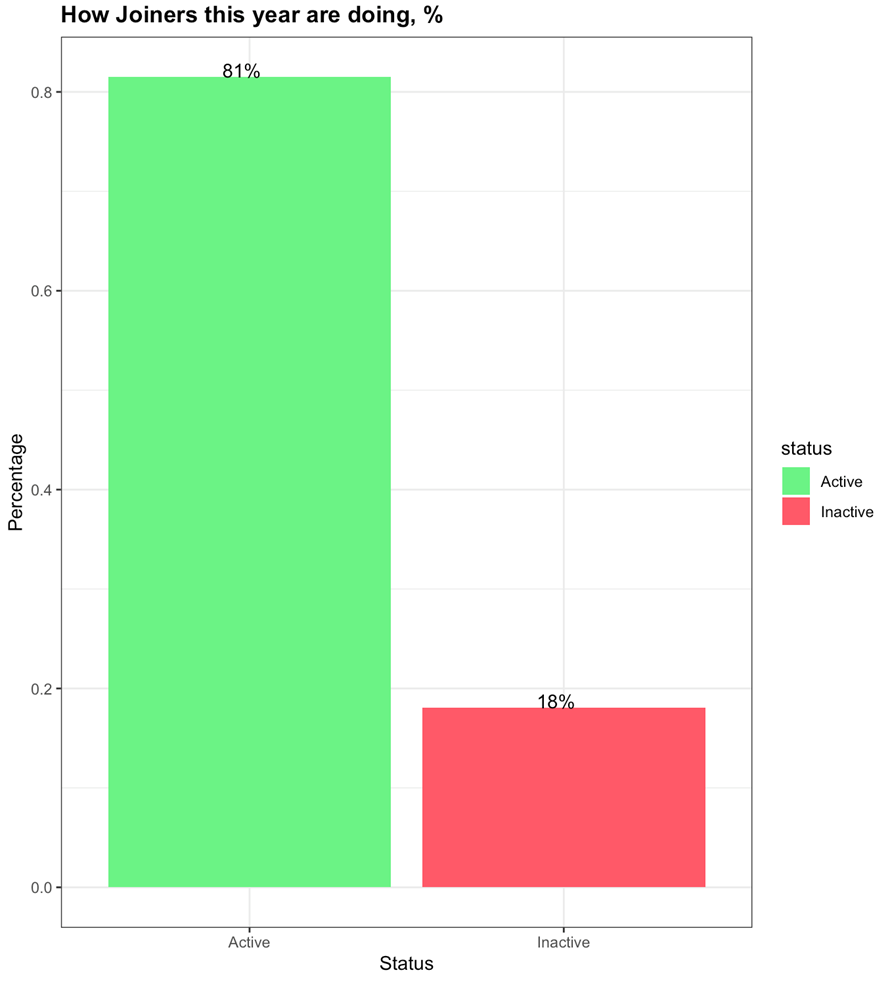 How Joiners this year are doing, %
81%
0.8
0.6
Percentage
0.4
status
Active
Inactive
18%
0.2
0.0
Active
Inactive
Status